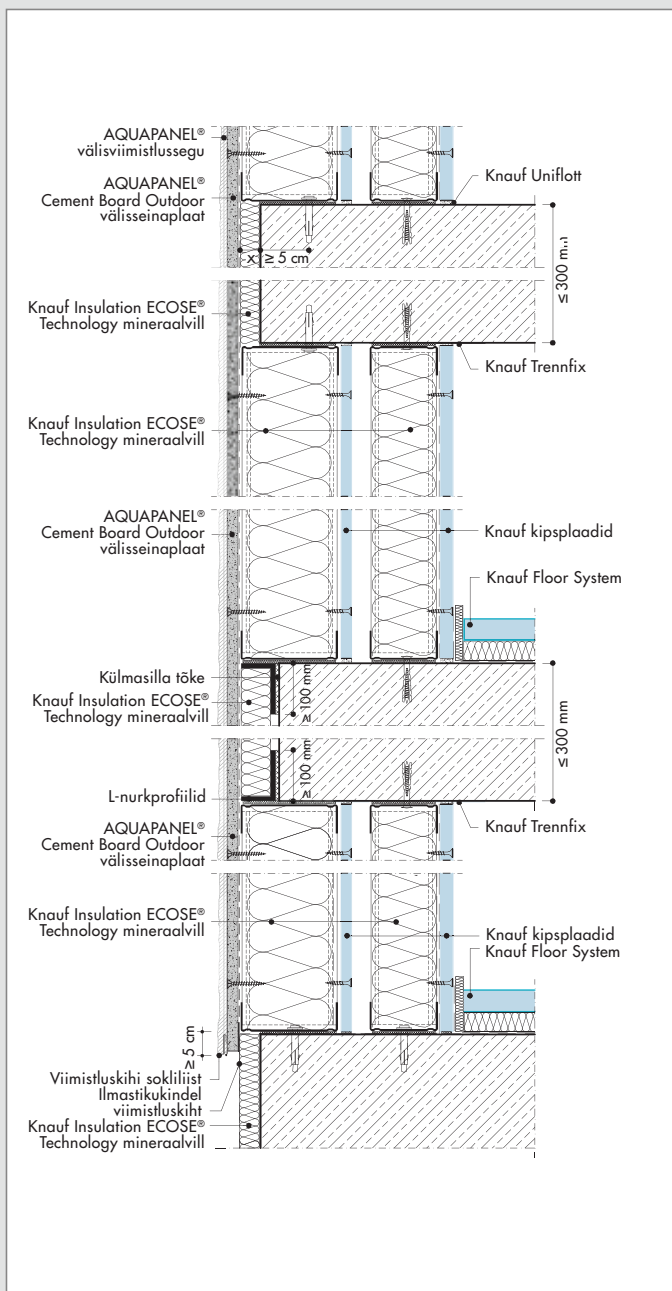 AQUAPANEL®
välisviimistlussegu
AQUAPANEL®
Cement Board Outdoor
välisseinaplaat
Knauf Uniflott
x ≥ 5 cm
≤ 300 mm
Knauf Insulation ECOSE®
Technology mineraalvill
Knauf Trennfix
Knauf Insulation ECOSE®
Technology mineraalvill
AQUAPANEL®
Cement Board Outdoor
välisseinaplaat
Knauf kipsplaadid
Knauf Floor System
Külmasilla tõke
Knauf Insulation ECOSE®
Technology mineraalvill
≥ 100 mm
≤ 300 mm
≥ 100 mm
L-nurkprofiilid
AQUAPANEL®
Cement Board Outdoor
välisseinaplaat
Knauf Trennfix
Knauf Insulation ECOSE®
Technology mineraalvill
Knauf kipsplaadid
Knauf Floor System
≥ 5 cm
Viimistluskihi sokliliist
Ilmastikukindel
viimistluskiht
Knauf Insulation ECOSE®
Technology mineraalvill